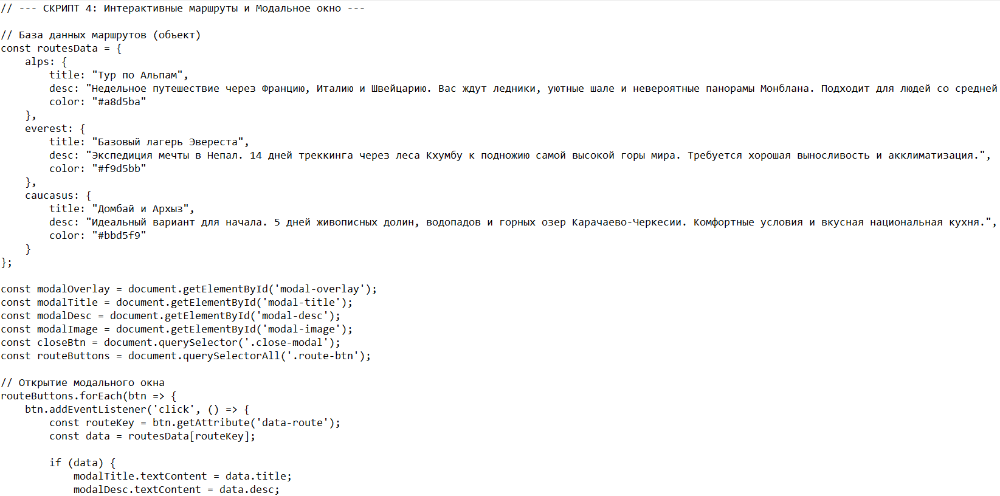 // --- СКРИПТ 4: Интерактивные маршруты и Модальное окно ---

// База данных маршрутов (объект)
const routesData = {
    alps: {
        title: "Тур по Альпам",
        desc: "Недельное путешествие через Францию, Италию и Швейцарию. Вас ждут ледники, уютные шале и невероятные панорамы Монблана. Подходит для людей со средней
        color: "#a8d5ba"
    },
    everest: {
        title: "Базовый лагерь Эвереста",
        desc: "Экспедиция мечты в Непал. 14 дней треккинга через леса Кхумбу к подножию самой высокой горы мира. Требуется хорошая выносливость и акклиматизация.",
        color: "#f9d5bb"
    },
    caucasus: {
        title: "Домбай и Архыз",
        desc: "Идеальный вариант для начала. 5 дней живописных долин, водопадов и горных озер Карачаево-Черкесии. Комфортные условия и вкусная национальная кухня.",
        color: "#bbd5f9"
    }
};

const modalOverlay = document.getElementById('modal-overlay');
const modalTitle = document.getElementById('modal-title');
const modalDesc = document.getElementById('modal-desc');
const modalImage = document.getElementById('modal-image');
const closeBtn = document.querySelector('.close-modal');
const routeButtons = document.querySelectorAll('.route-btn');

// Открытие модального окна
routeButtons.forEach(btn => {
    btn.addEventListener('click', () => {
        const routeKey = btn.getAttribute('data-route');
        const data = routesData[routeKey];

        if (data) {
            modalTitle.textContent = data.title;
            modalDesc.textContent = data.desc;